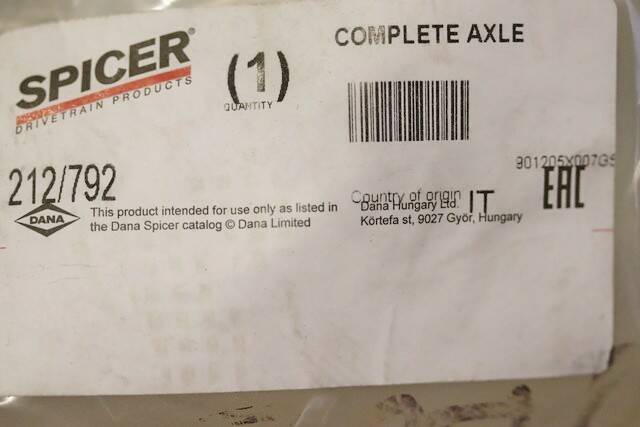 SPICER®
DRIVETRAIN PRODUCTS
(1)
QUANTITY
COMPLETE AXLE
212/792
DANA
This product intended for use only as listed in
the Dana Spicer catalog © Dana Limited
Country of origin IT
Dana Hungary Ltd.
Körtefa st, 9027 Győr, Hungary
901205X007GS
EAC